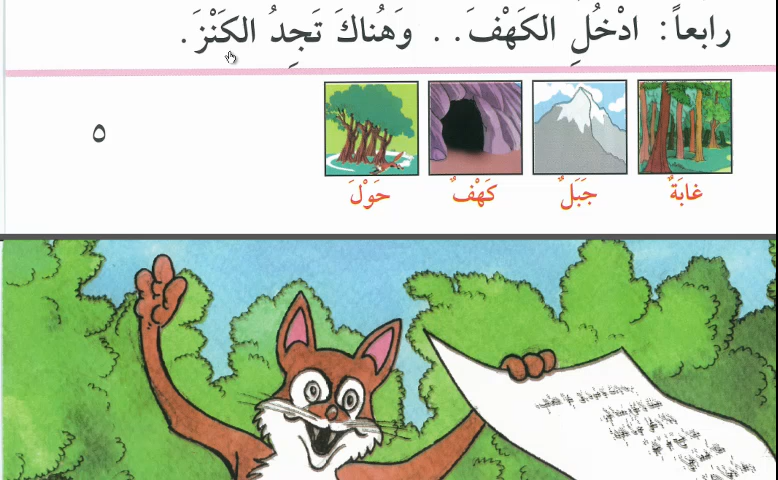 رابعاً: ادْخُلِ الكَهْفَ. . وَهُناكَ تَجِدُ الكَنْزَ.
غابَةٌ جَبَلٌ كَهْفٌ حَوْلَ
٥